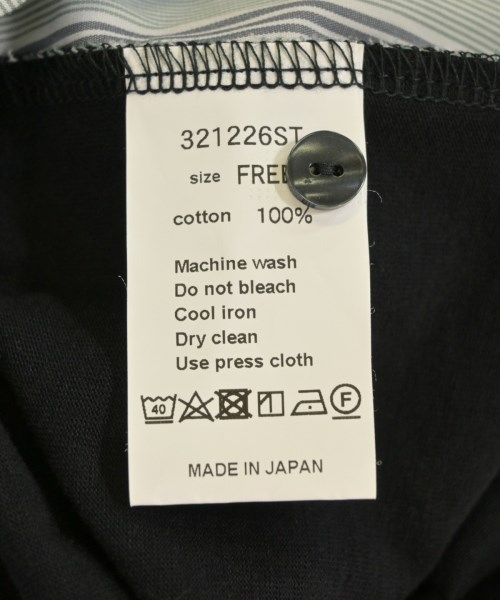 321226ST
size FREE
cotton 100%
Machine wash
Do not bleach
Cool iron
Dry clean
Use press cloth
40 F
MADE IN JAPAN